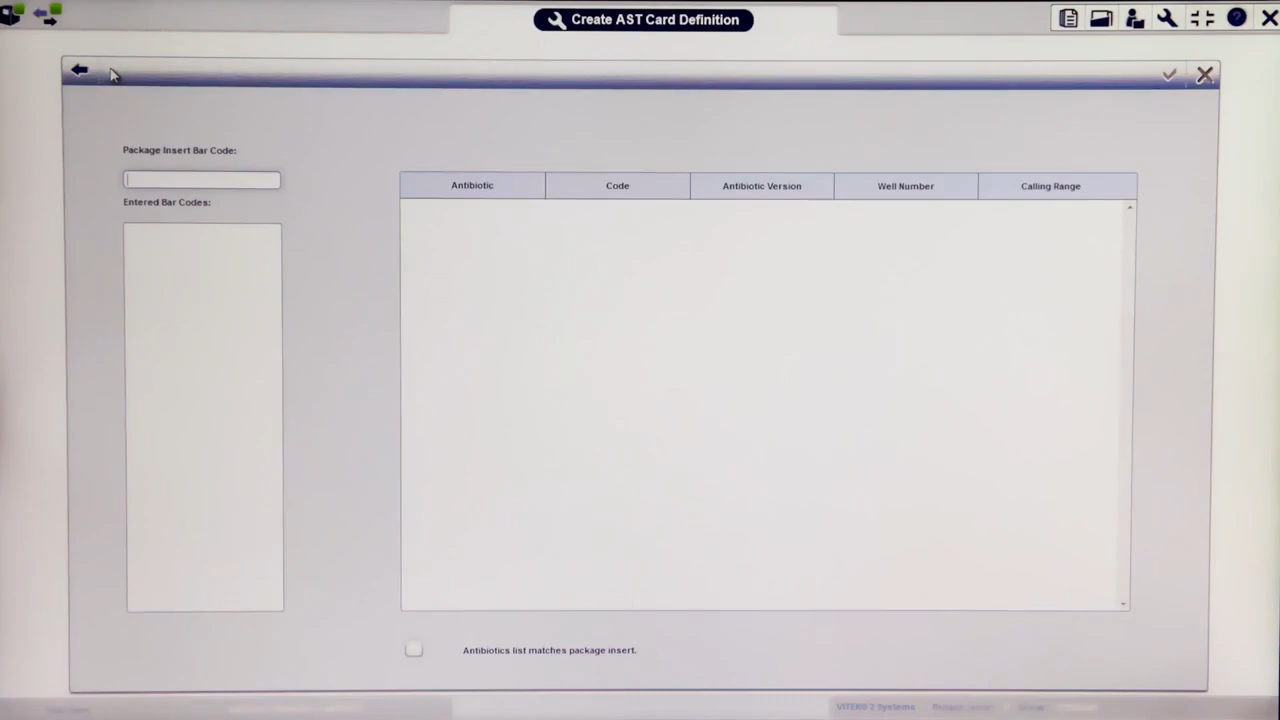 Create AST Card Definition
Package Insert Bar Code:
Entered Bar Codes:
Antibiotic Code Antibiotic Version Well Number Calling Range
Antibiotics list matches package insert.
VITEK® 2 Systems